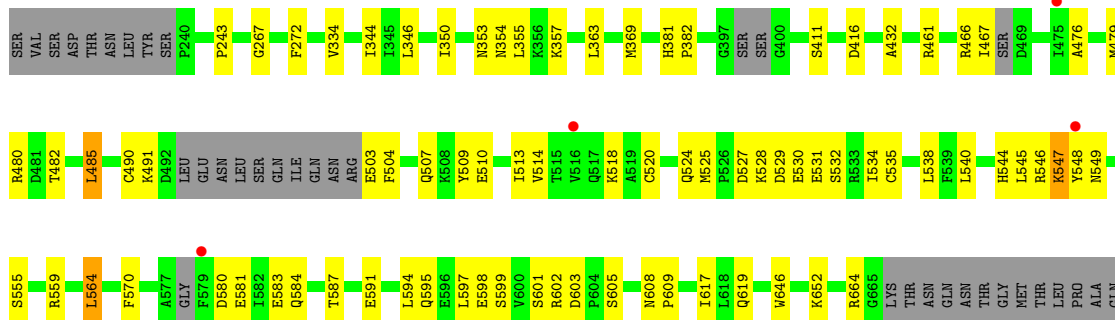 SER VAL SER ASP THR ASN LEU TYR SER P240 P243 G267 F272 V334 I344 I345 L346 I350 N353 N354 L355 K356 K357 L363 M369 H381 P382 G397 SER SER G400 S411 D416 A432 R461 R466 I467 SER D469 I475 A476 M479
R480 D481 T482 L485 C490 K491 D492 LEU GLU ASN LEU SER GLN ILE GLN ASN ARG E503 F504 Q507 K508 Y509 E510 I513 V514 T515 V516 Q517 K518 A519 C520 Q524 M525 P526 D527 K528 D529 E530 E531 S532 R533 I534 C535 L538 F539 L540 H544 L545 R546 K547 Y548 N549
S555 R559 L564 F570 A577 GLY F579 D580 E581 I582 E583 Q584 T587 E591 L594 Q595 E596 L597 E598 S599 V600 S601 R602 D603 P604 S605 N608 P609 I617 L618 Q619 W646 K652 R664 G665 LYS THR ASN GLN ASN THR GLY MET THR LEU PRO ALA GLN